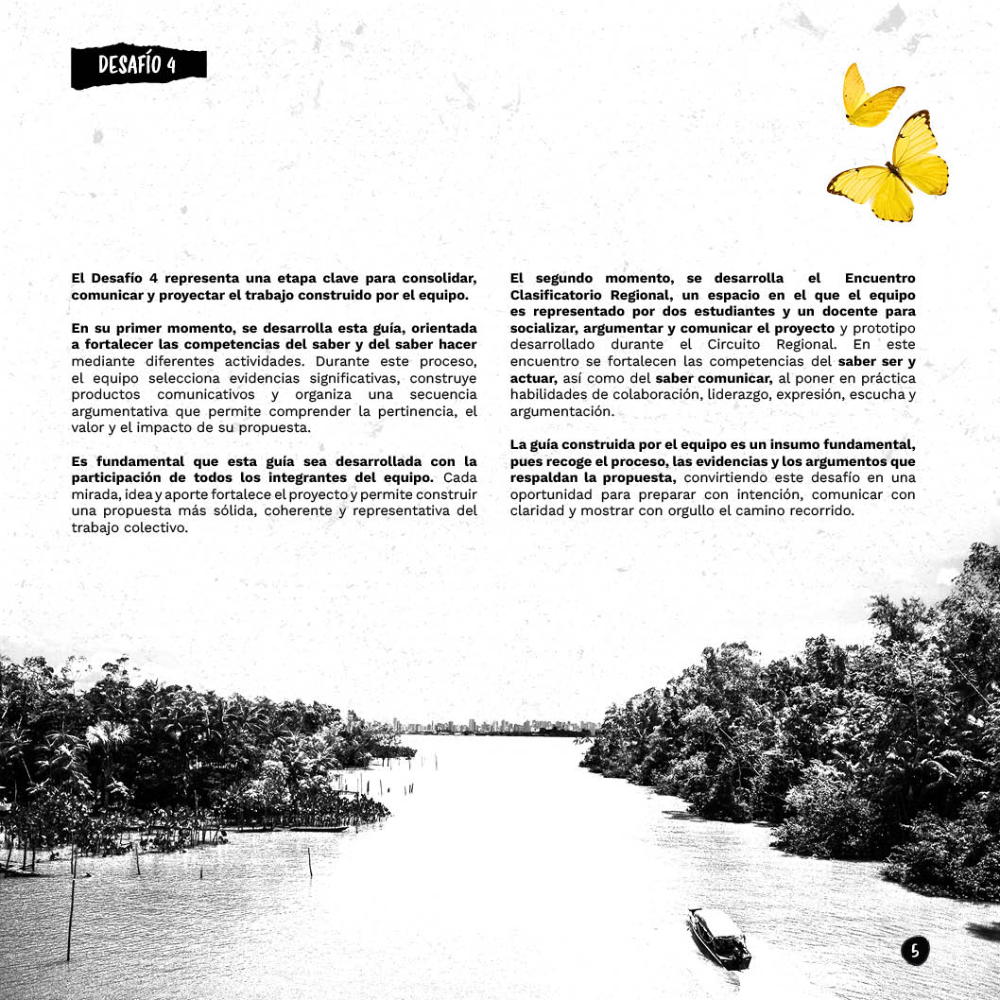 DESAFÍO 4
El Desafío 4 representa una etapa clave para consolidar,
comunicar y proyectar el trabajo construido por el equipo.
En su primer momento, se desarrolla esta guía, orientada
a fortalecer las competencias del saber y del saber hacer
mediante diferentes actividades. Durante este proceso,
el equipo selecciona evidencias significativas, construye
productos comunicativos y organiza una secuencia
argumentativa que permite comprender la pertinencia, el
valor y el impacto de su propuesta.
Es fundamental que esta guía sea desarrollada con la
participación de todos los integrantes del equipo. Cada
mirada, idea y aporte fortalece el proyecto y permite construir
una propuesta más sólida, coherente y representativa del
trabajo colectivo.
El segundo momento, se desarrolla el Encuentro
Clasificatorio Regional, un espacio en el que el equipo
es representado por dos estudiantes y un docente para
socializar, argumentar y comunicar el proyecto y prototipo
desarrollado durante el Circuito Regional. En este
encuentro se fortalecen las competencias del saber ser y
actuar, así como del saber comunicar, al poner en práctica
habilidades de colaboración, liderazgo, expresión, escucha y
argumentación.
La guía construida por el equipo es un insumo fundamental,
pues recoge el proceso, las evidencias y los argumentos que
respaldan la propuesta, convirtiendo este desafío en una
oportunidad para preparar con intención, comunicar con
claridad y mostrar con orgullo el camino recorrido.
5